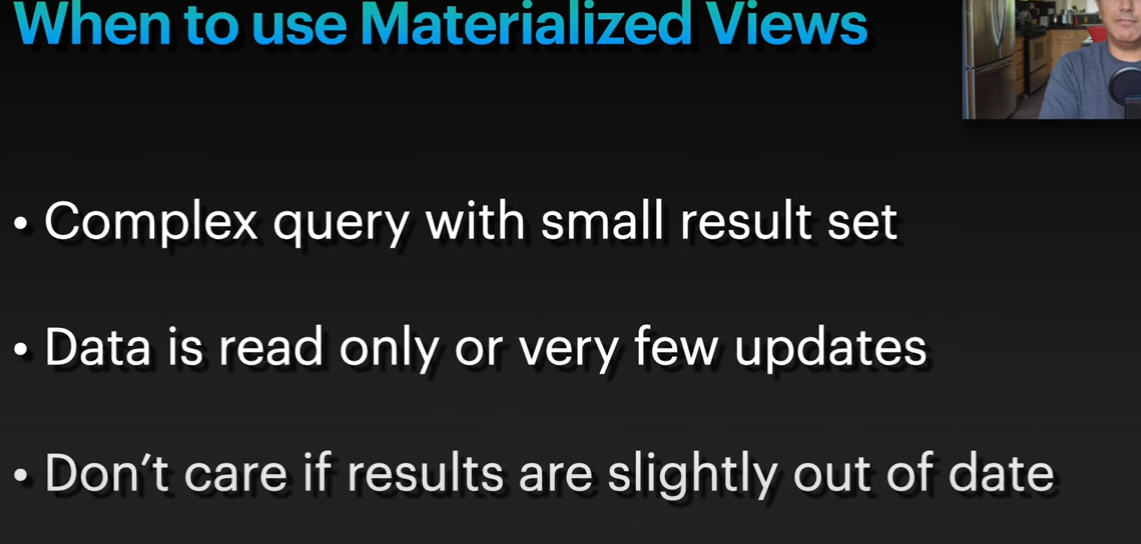 When to use Materialized Views
• Complex query with small result set
• Data is read only or very few updates
• Don't care if results are slightly out of date